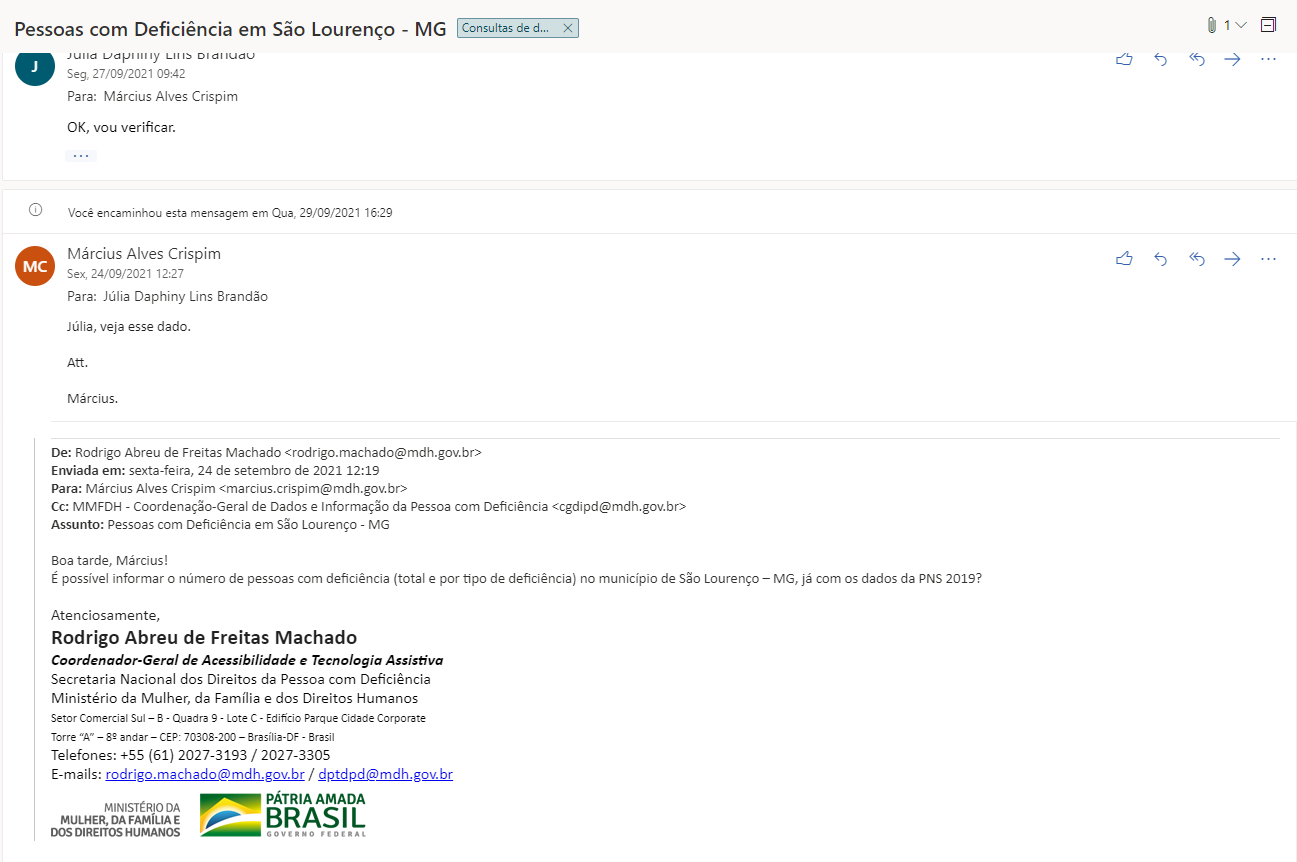 Pessoas com Deficiência em São Lourenço - MG
Consultas de d...
1
J
Júlia Daphiny Lins Brandão
Seg, 27/09/2021 09:42
Para: Március Alves Crispim
OK, vou verificar.
...
Você encaminhou esta mensagem em Qua, 29/09/2021 16:29
MC
Március Alves Crispim
Sex, 24/09/2021 12:27
Para: Júlia Daphiny Lins Brandão
Júlia, veja esse dado.
Att.
Március.
De: Rodrigo Abreu de Freitas Machado <rodrigo.machado@mdh.gov.br>
Enviada em: sexta-feira, 24 de setembro de 2021 12:19
Para: Március Alves Crispim <marcius.crispim@mdh.gov.br>
Cc: MMFDH - Coordenação-Geral de Dados e Informação da Pessoa com Deficiência <cgdipd@mdh.gov.br>
Assunto: Pessoas com Deficiência em São Lourenço - MG
Boa tarde, Március!
É possível informar o número de pessoas com deficiência (total e por tipo de deficiência) no município de São Lourenço – MG, já com os dados da PNS 2019?
Atenciosamente,
Rodrigo Abreu de Freitas Machado
Coordenador-Geral de Acessibilidade e Tecnologia Assistiva
Secretaria Nacional dos Direitos da Pessoa com Deficiência
Ministério da Mulher, da Família e dos Direitos Humanos
Setor Comercial Sul – B - Quadra 9 - Lote C - Edifício Parque Cidade Corporate
Torre “A” – 8º andar – CEP: 70308-200 – Brasília-DF - Brasil
Telefones: +55 (61) 2027-3193 / 2027-3305
E-mails: rodrigo.machado@mdh.gov.br / dptdpd@mdh.gov.br
MINISTÉRIO DA
MULHER, DA FAMÍLIA E
DOS DIREITOS HUMANOS
PÁTRIA AMADA
BRASIL
GOVERNO FEDERAL